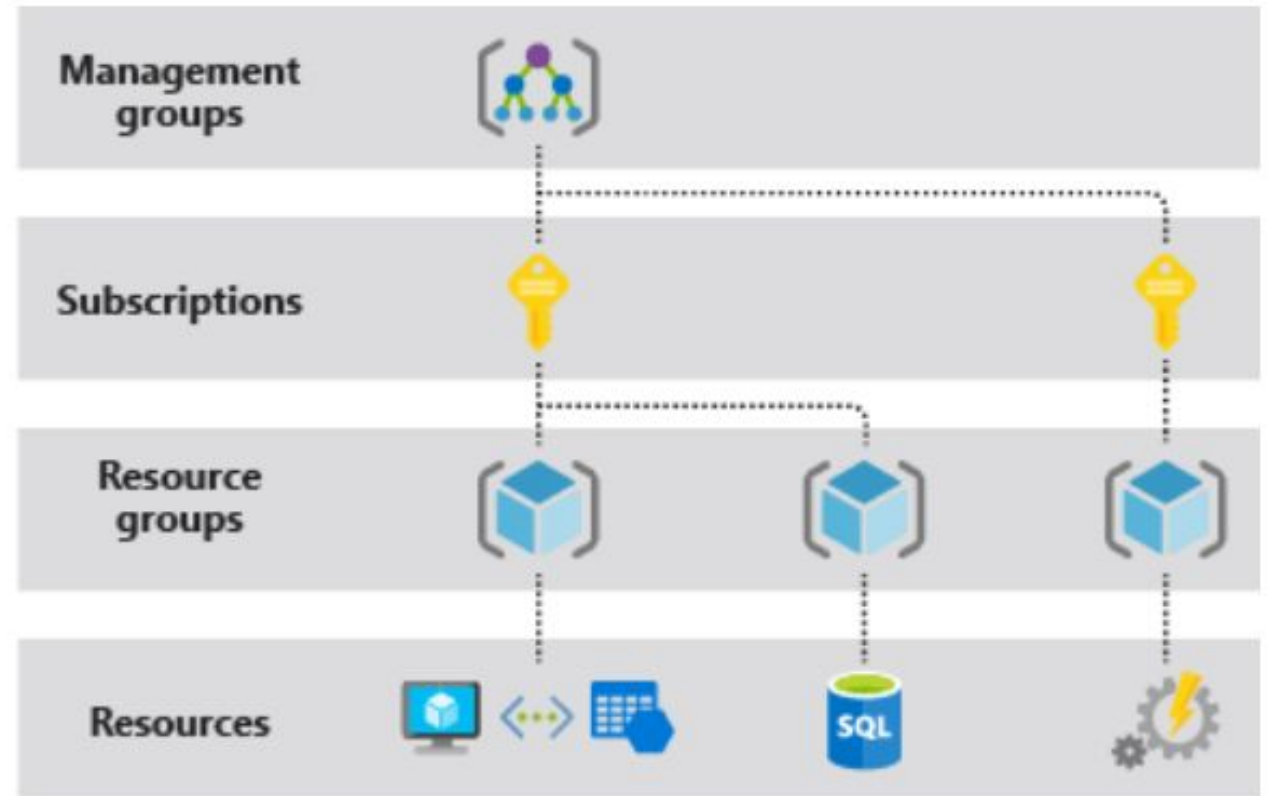 Management
groups
Subscriptions
Resource
groups
Resources
SQL